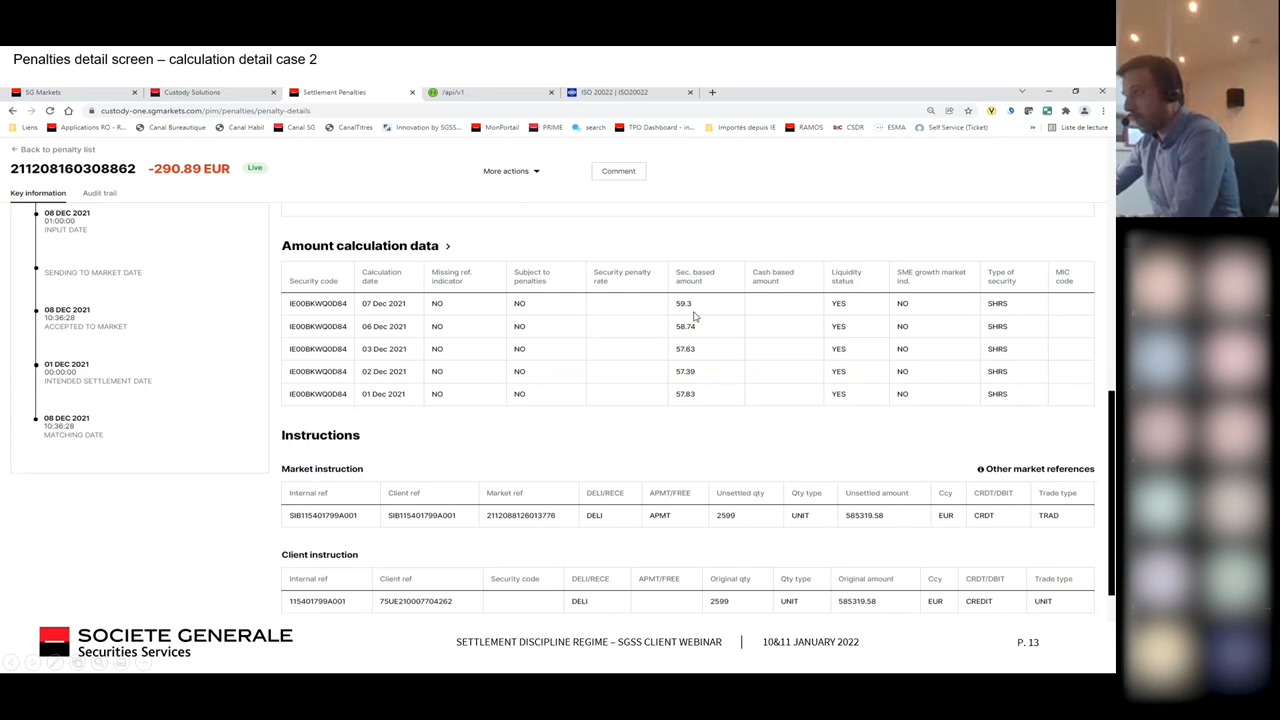 Penalties detail screen – calculation detail case 2
SG Markets Custody Solutions Settlement Penalties /api/v1 ISO 20022 | ISO20022
custody-one.sgmarkets.com/pim/penalties/penalty-details
Liens Applications RO - R... Canal Bureautique Canal Habil Canal SG CanalTitres Innovation by SGSS... MonPortail PRIME search TPO Dashboard - in... Importés depuis IE RAMOS CSDR ESMA Self Service (Ticket) » Liste de lecture
Back to penalty list
211208160308862 -290.89 EUR Live More actions Comment
Key information Audit trail
08 DEC 2021
01:00:00
INPUT DATE
SENDING TO MARKET DATE
08 DEC 2021
10:36:28
ACCEPTED TO MARKET
01 DEC 2021
00:00:00
INTENDED SETTLEMENT DATE
08 DEC 2021
10:36:28
MATCHING DATE
Amount calculation data
Security code Calculation date Missing ref. indicator Subject to penalties Security penalty rate Sec. based amount Cash based amount Liquidity status SME growth market ind. Type of security MIC code
IE00BKWQ0D84 07 Dec 2021 NO NO 59.3 YES NO SHRS
IE00BKWQ0D84 06 Dec 2021 NO NO 58.74 YES NO SHRS
IE00BKWQ0D84 03 Dec 2021 NO NO 57.63 YES NO SHRS
IE00BKWQ0D84 02 Dec 2021 NO NO 57.39 YES NO SHRS
IE00BKWQ0D84 01 Dec 2021 NO NO 57.83 YES NO SHRS
Instructions
Market instruction Other market references
Internal ref Client ref Market ref DELI/RECE APMT/FREE Unsettled qty Qty type Unsettled amount Ccy CRDT/DBIT Trade type
SIB115401799A001 SIB115401799A001 2112088126013776 DELI APMT 2599 UNIT 585319.58 EUR CRDT TRAD
Client instruction
Internal ref Client ref Security code DELI/RECE APMT/FREE Original qty Qty type Original amount Ccy CRDT/DBIT Trade type
115401799A001 75UE210007704262 DELI 2599 UNIT 585319.58 EUR CREDIT UNIT
SOCIETE GENERALE
Securities Services
SETTLEMENT DISCIPLINE REGIME – SGSS CLIENT WEBINAR | 10&11 JANUARY 2022 P. 13